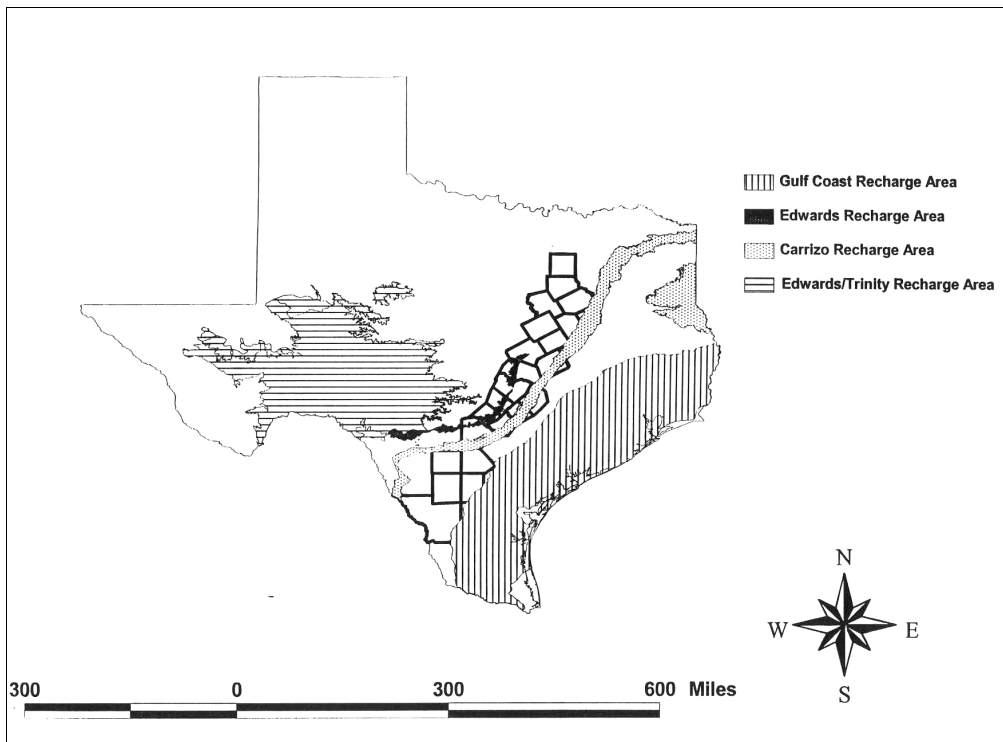 Gulf Coast Recharge Area
Edwards Recharge Area
Carrizo Recharge Area
Edwards/Trinity Recharge Area
N
W E
S
300 0 300 600 Miles